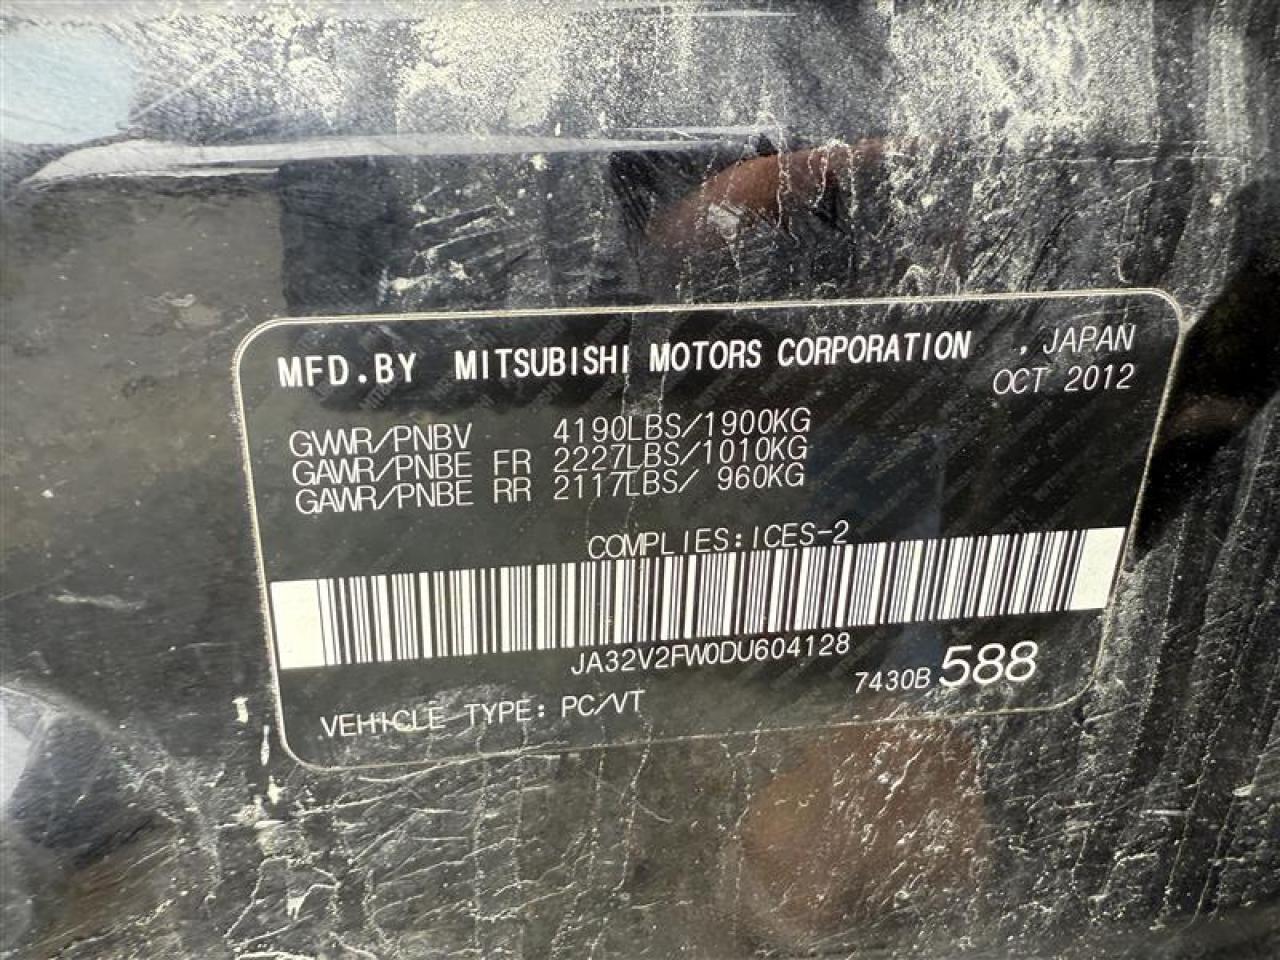 MFD.BY MITSUBISHI MOTORS CORPORATION , JAPAN
OCT 2012
GVWR/PNBV 4190LBS/1900KG
GAWR/PNBE FR 2227LBS/1010KG
GAWR/PNBE RR 2117LBS/ 960KG
COMPLIES:ICES-2
JA32V2FW0DU604128
7430B 588
VEHICLE TYPE: PC/VT